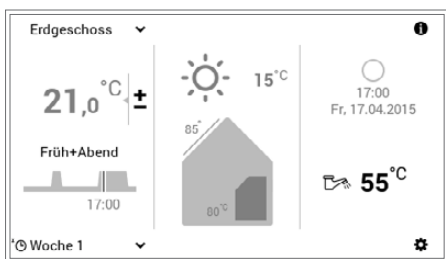 Erdgeschoss
21,0°C ±
Früh+Abend
17:00
Woche 1
15°C
85°
80°C
17:00
Fr, 17.04.2015
55°C